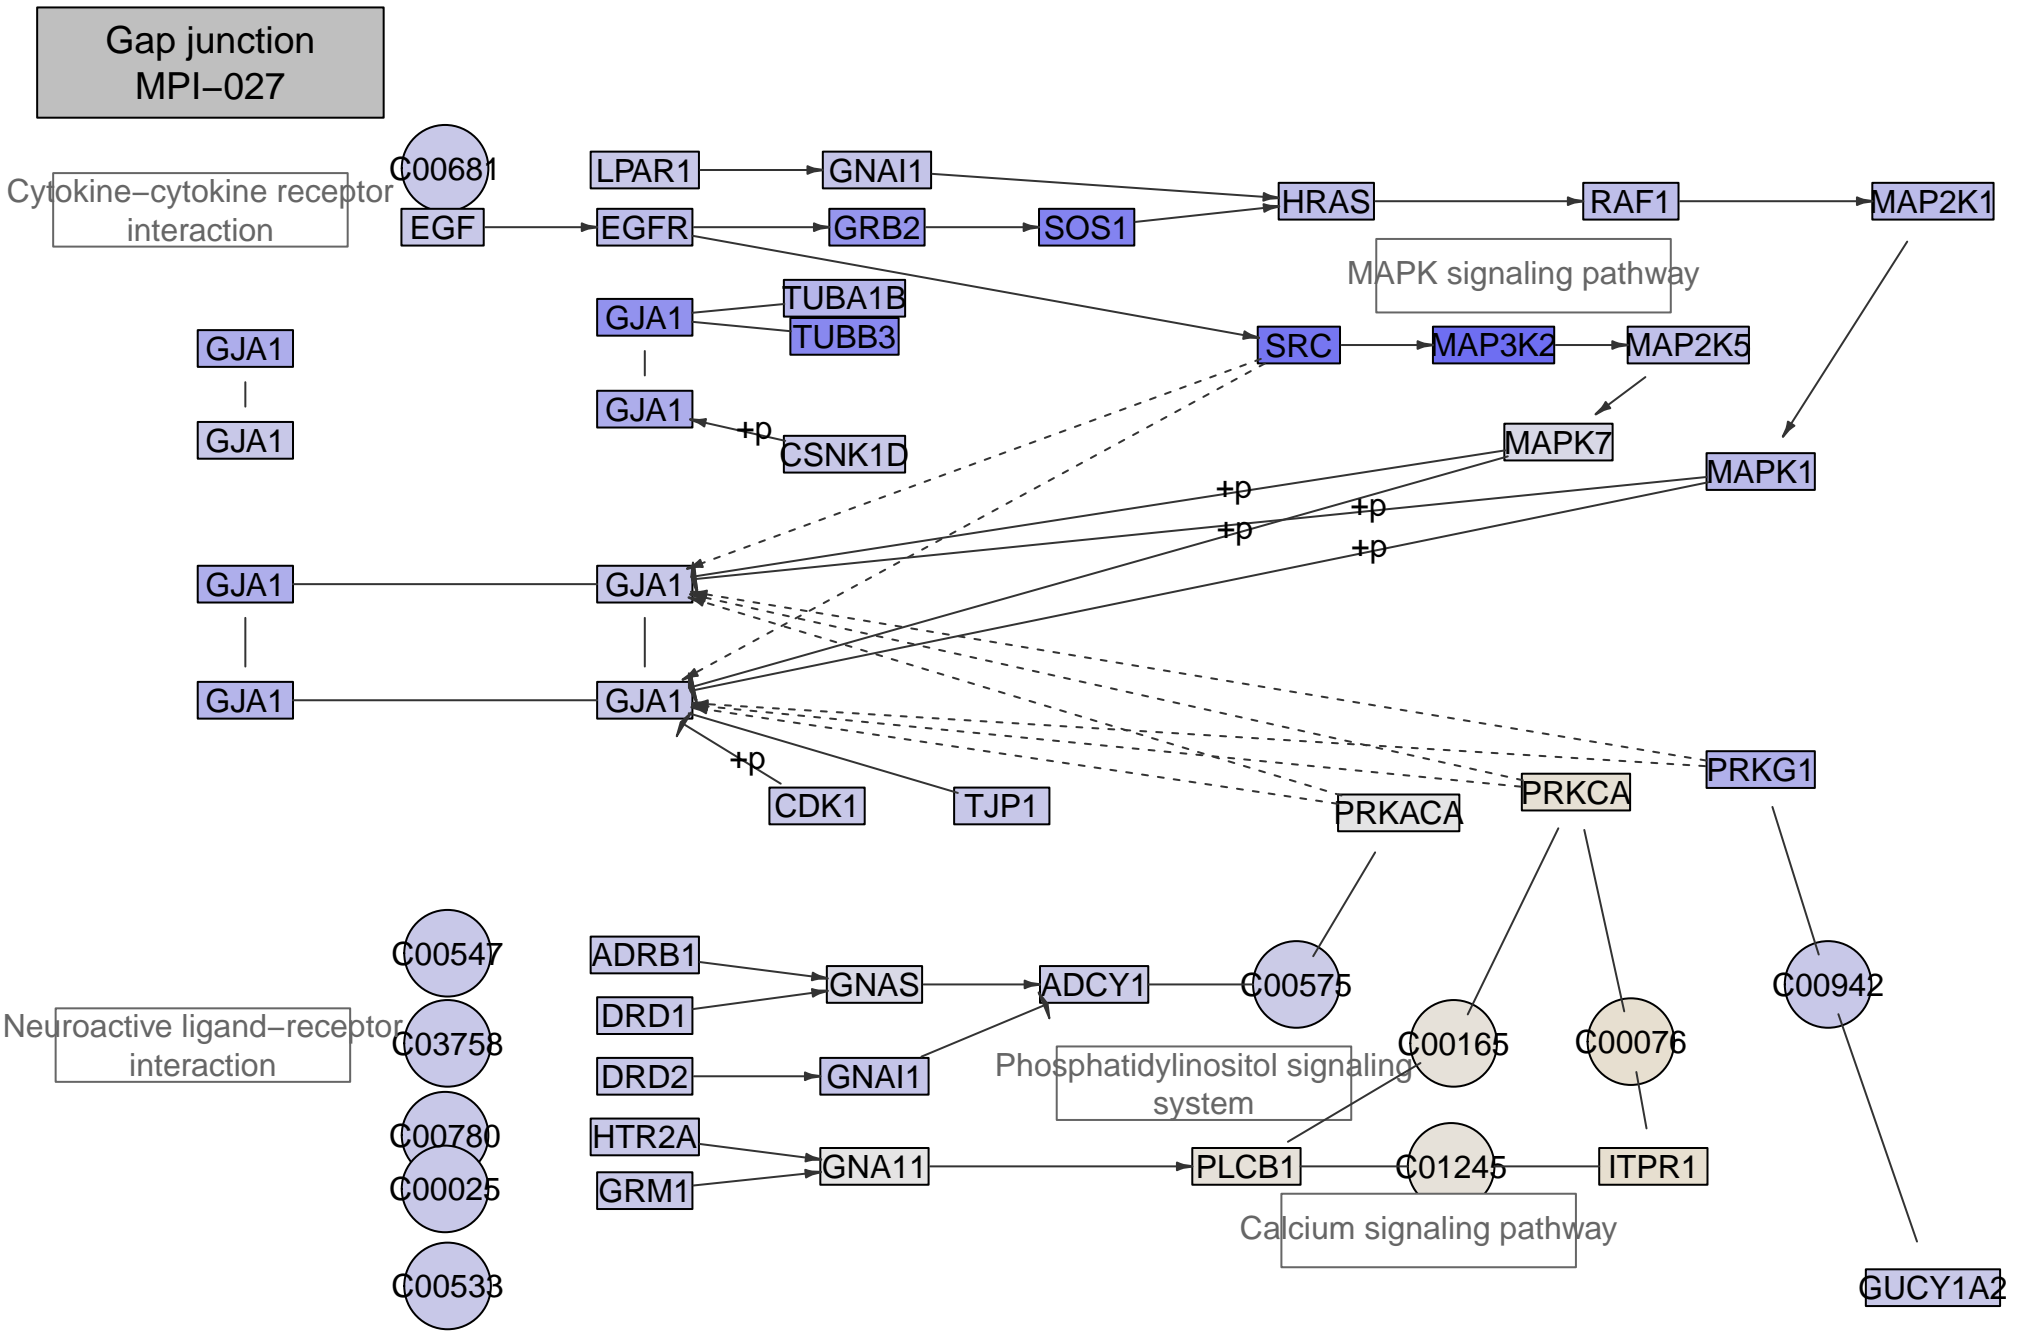 Gap junction
MPI−027
C00681
LPAR1
GNAI1
Cytokine−cytokine receptor
interaction
EGF
EGFR
GRB2
SOS1
HRAS
RAF1
MAP2K1
MAPK signaling pathway
GJA1
TUBA1B
TUBB3
GJA1
SRC
MAP3K2
MAP2K5
GJA1
GJA1
+p
CSNK1D
MAPK7
MAPK1
+p
+p
+p
+p
GJA1
GJA1
GJA1
GJA1
+p
CDK1
TJP1
PRKACA
PRKCA
PRKG1
C00547
ADRB1
GNAS
ADCY1
C00575
C00942
DRD1
Neuroactive ligand−receptor
interaction
C03758
C00165
C00076
DRD2
GNAI1
Phosphatidylinositol signaling
system
C00780
HTR2A
GNA11
PLCB1
C01245
ITPR1
C00025
GRM1
Calcium signaling pathway
C00533
GUCY1A2